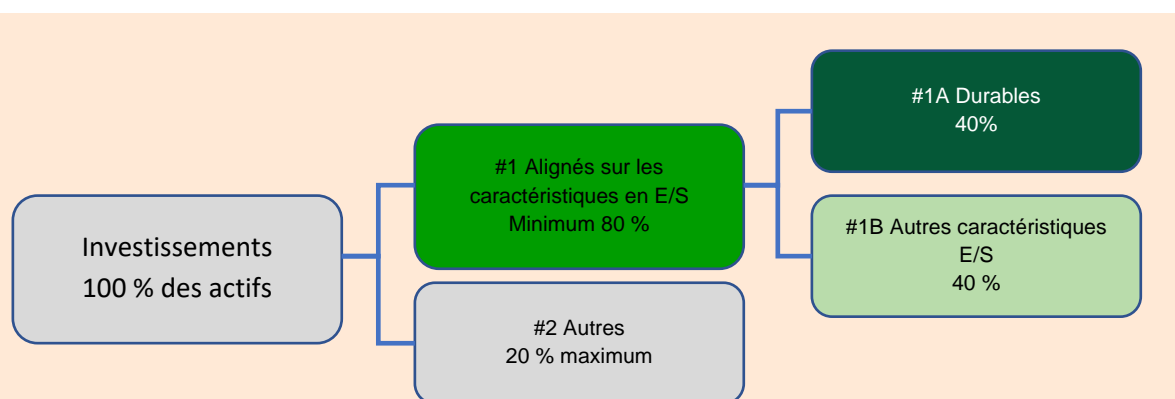 Investissements
100 % des actifs
#1 Alignés sur les
caractéristiques en E/S
Minimum 80 %
#2 Autres
20 % maximum
#1A Durables
40%
#1B Autres caractéristiques
E/S
40 %